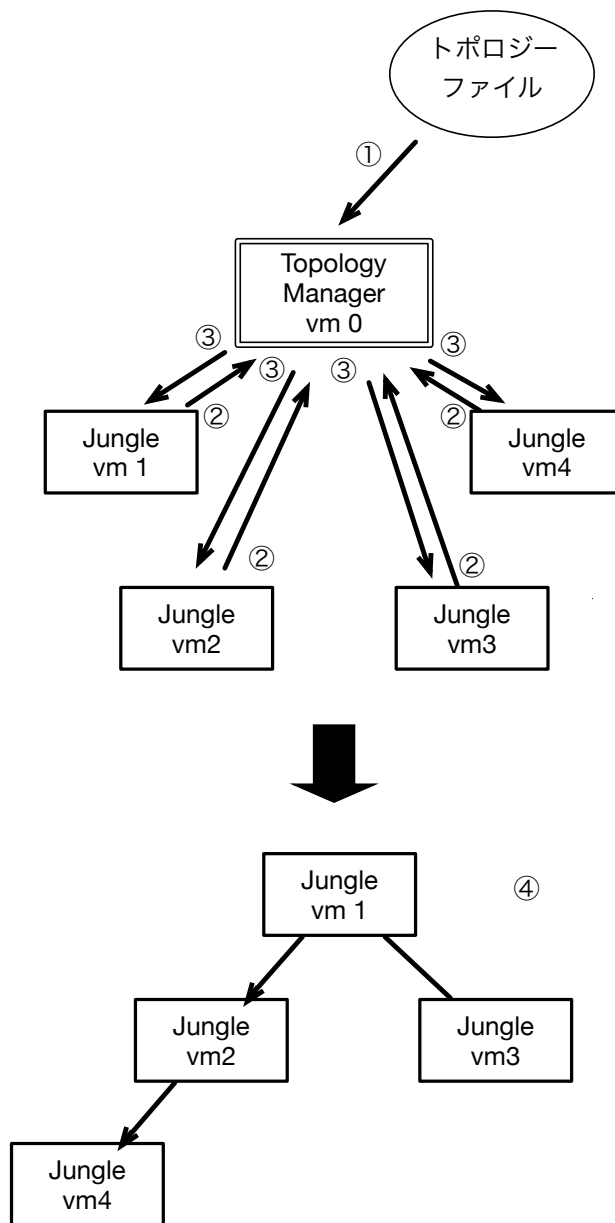 トポロジー
ファイル
①
Topology
Manager
vm 0
③
③
③
③
②
②
Jungle
vm 1
Jungle
vm4
②
②
Jungle
vm2
Jungle
vm3
Jungle
vm 1
④
Jungle
vm2
Jungle
vm3
Jungle
vm4